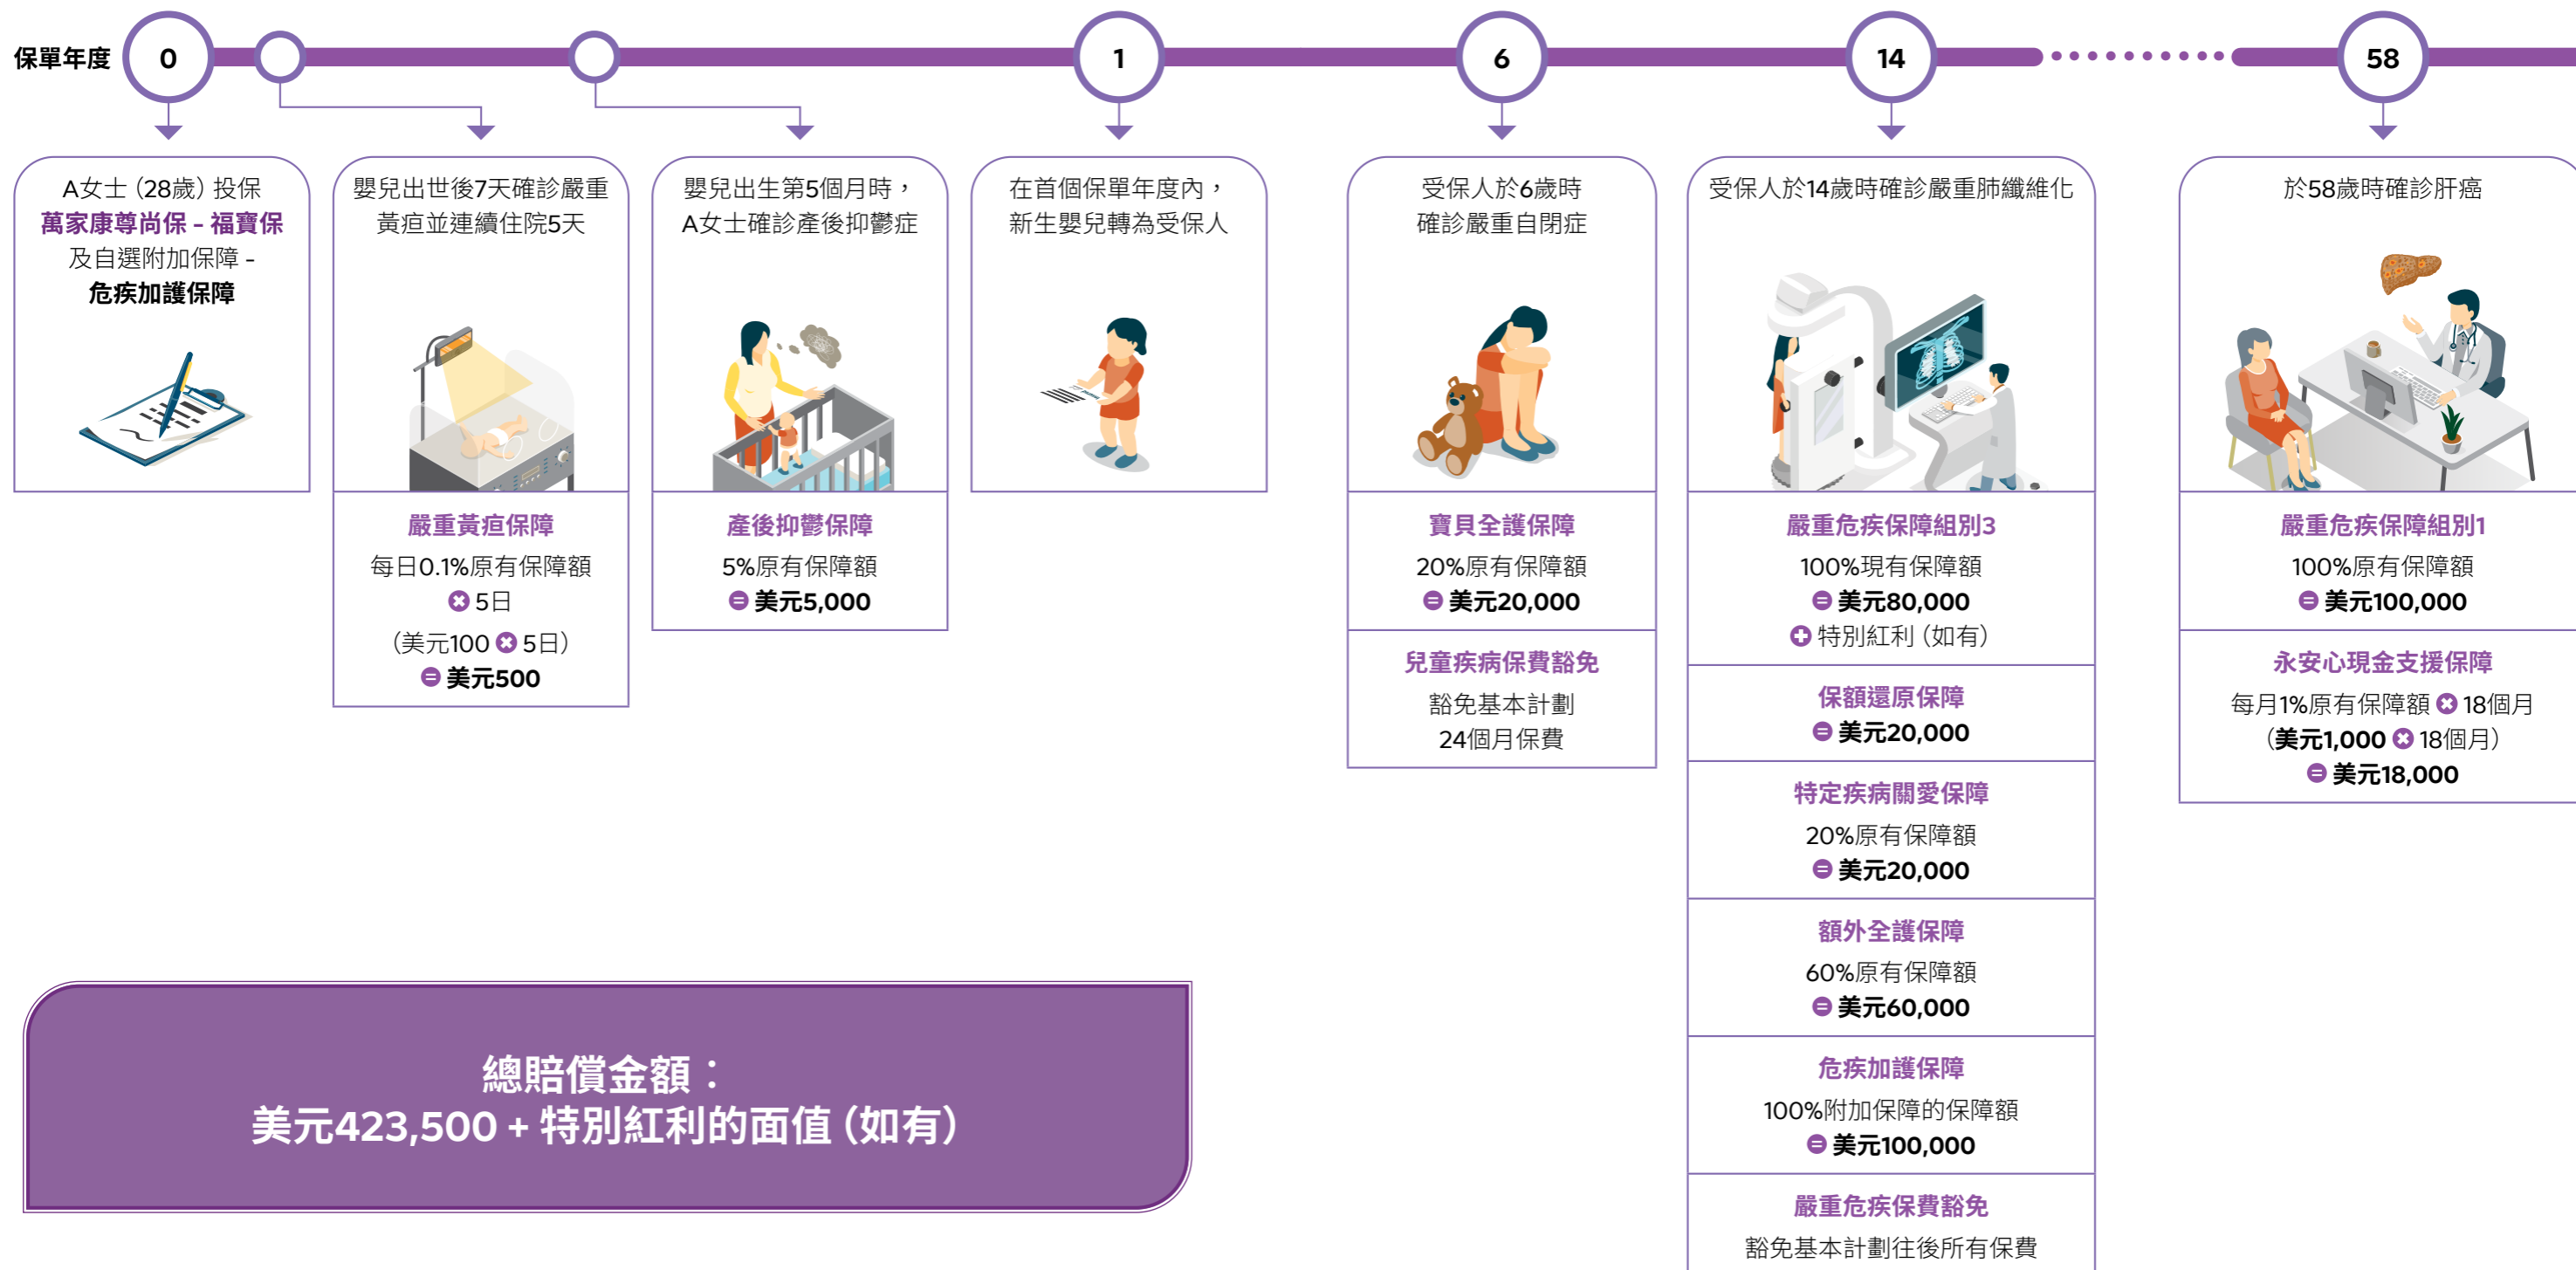 保單年度
0
1
6
14
58
A女士（28歲）投保
萬家康尊尚保 - 福寶保
及自選附加保障 -
危疾加護保障
嬰兒出世後7天確診嚴重
黃疸並連續住院5天
嚴重黃疸保障
每日0.1%原有保障額
✖ 5日
（美元100 ✖ 5日）
= 美元500
嬰兒出生第5個月時，
A女士確診產後抑鬱症
產後抑鬱保障
5%原有保障額
= 美元5,000
在首個保單年度內，
新生嬰兒轉為受保人
受保人於6歲時
確診嚴重自閉症
寶貝全護保障
20%原有保障額
= 美元20,000
兒童疾病保費豁免
豁免基本計劃
24個月保費
受保人於14歲時確診嚴重肺纖維化
嚴重危疾保障組別3
100%現有保障額
= 美元80,000
+ 特別紅利（如有）
保額還原保障
= 美元20,000
特定疾病關愛保障
20%原有保障額
= 美元20,000
額外全護保障
60%原有保障額
= 美元60,000
危疾加護保障
100%附加保障的保障額
= 美元100,000
嚴重危疾保費豁免
豁免基本計劃往後所有保費
於58歲時確診肝癌
嚴重危疾保障組別1
100%原有保障額
= 美元100,000
永安心現金支援保障
每月1%原有保障額 ✖ 18個月
（美元1,000 ✖ 18個月）
= 美元18,000
總賠償金額：
美元423,500 + 特別紅利的面值（如有）